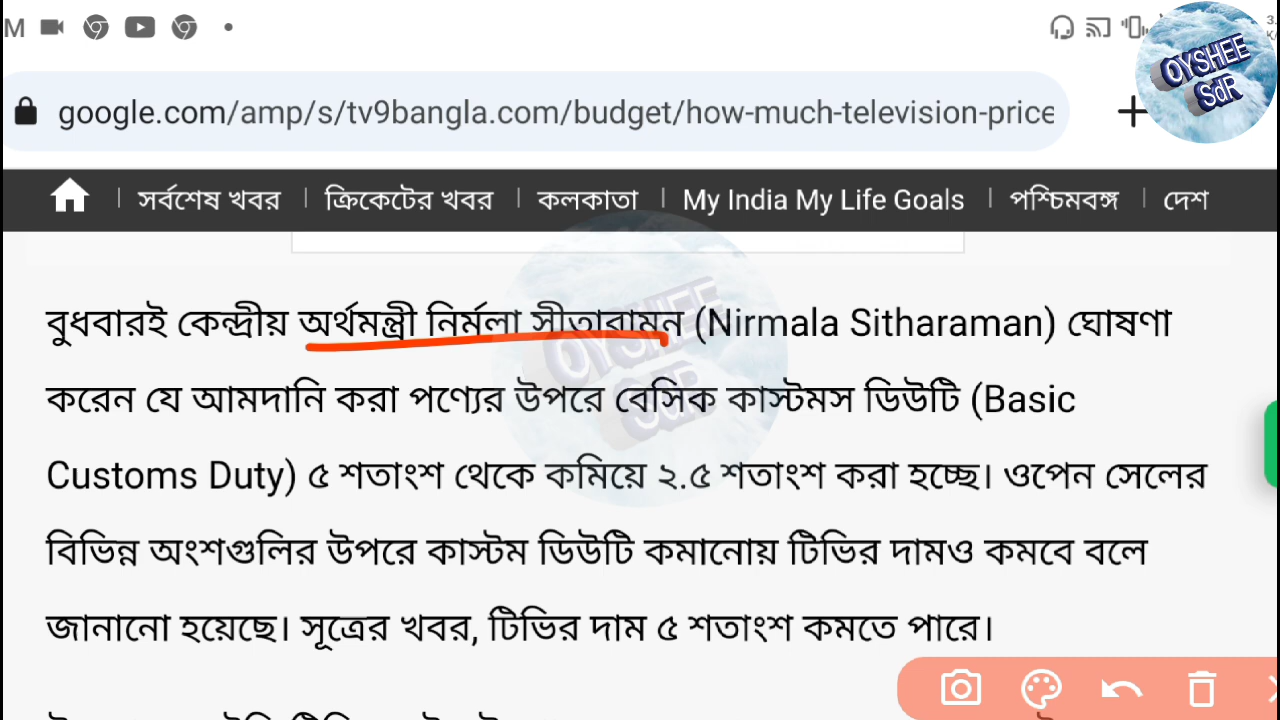 M
OYSHEE
SdR
google.com/amp/s/tv9bangla.com/budget/how-much-television-price
সর্বশেষ খবর | ক্রিকেটের খবর | কলকাতা | My India My Life Goals | পশ্চিমবঙ্গ | দেশ
বুধবারই কেন্দ্রীয় অর্থমন্ত্রী নির্মলা সীতারামন (Nirmala Sitharaman) ঘোষণা
করেন যে আমদানি করা পণ্যের উপরে বেসিক কাস্টমস ডিউটি (Basic
Customs Duty) ৫ শতাংশ থেকে কমিয়ে ২.৫ শতাংশ করা হচ্ছে। ওপেন সেলের
বিভিন্ন অংশগুলির উপরে কাস্টম ডিউটি কমানোয় টিভির দামও কমবে বলে
জানানো হয়েছে। সূত্রের খবর, টিভির দাম ৫ শতাংশ কমতে পারে।
OYSHEE
SdR